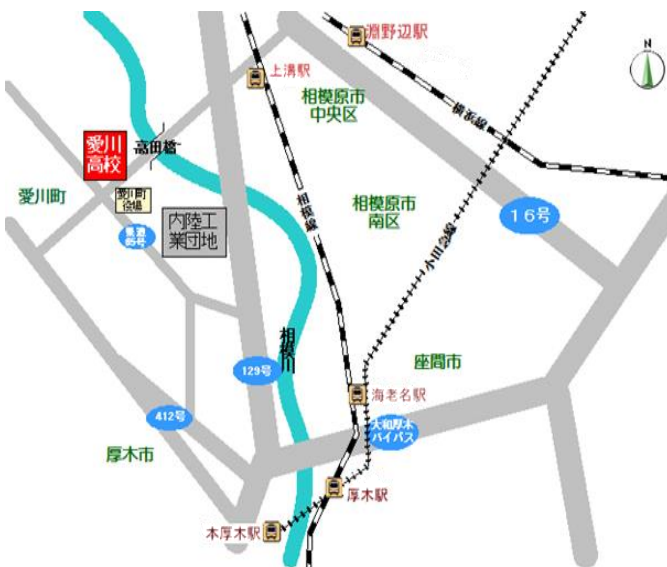 淵野辺駅
N
上溝駅
相模原市
中央区
横浜線
愛川
高校
高田橋
愛川町
愛川町
役場
相模線
相模原市
南区
16号
内陸工
業団地
県道
65号
小田急線
相模川
座間市
129号
海老名駅
412号
大和厚木
バイパス
厚木市
厚木駅
本厚木駅